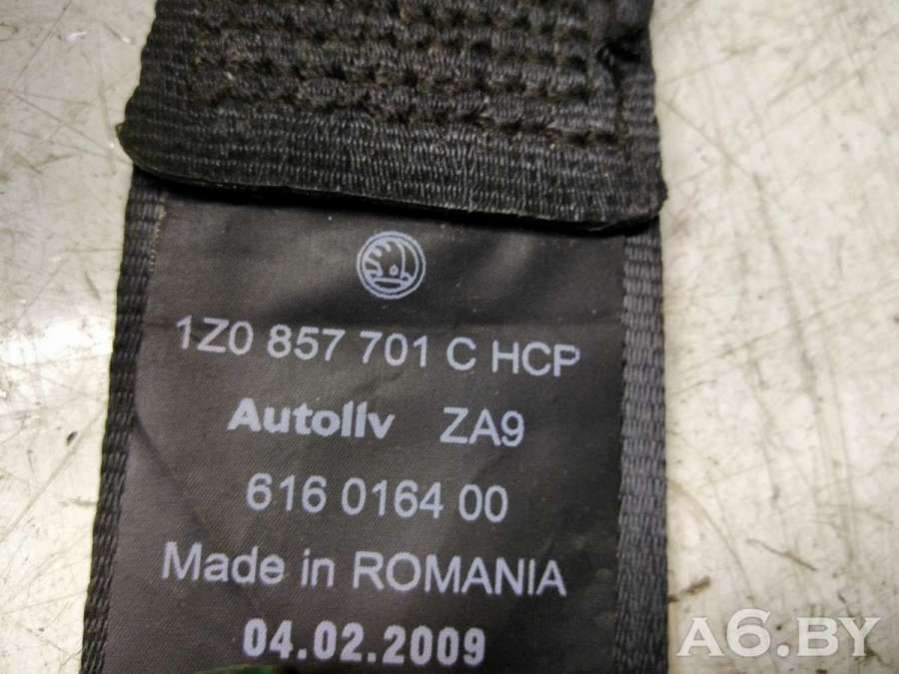 1Z0 857 701 C HCP
Autoliv ZA9
616 0164 00
Made in ROMANIA
04.02.2009
A6.BY